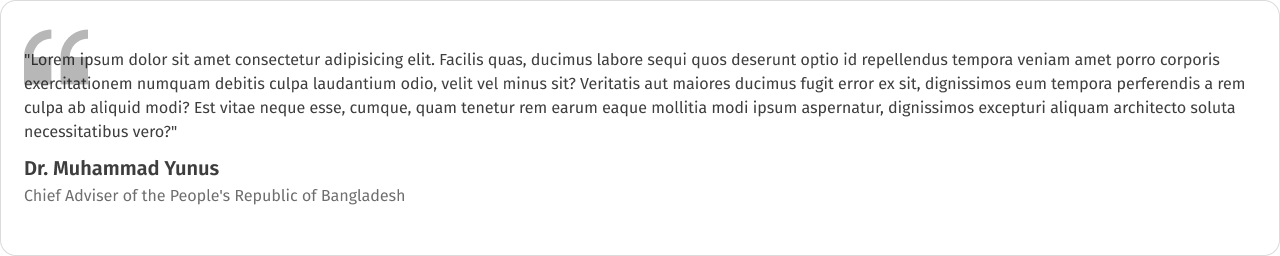 "Lorem ipsum dolor sit amet consectetur adipisicing elit. Facilis quas, ducimus labore sequi quos deserunt optio id repellendus tempora veniam amet porro corporis
exercitationem numquam debitis culpa laudantium odio, velit vel minus sit? Veritatis aut maiores ducimus fugit error ex sit, dignissimos eum tempora perferendis a rem
culpa ab aliquid modi? Est vitae neque esse, cumque, quam tenetur rem earum eaque mollitia modi ipsum aspernatur, dignissimos excepturi aliquam architecto soluta
necessitatibus vero?"
Dr. Muhammad Yunus
Chief Adviser of the People's Republic of Bangladesh